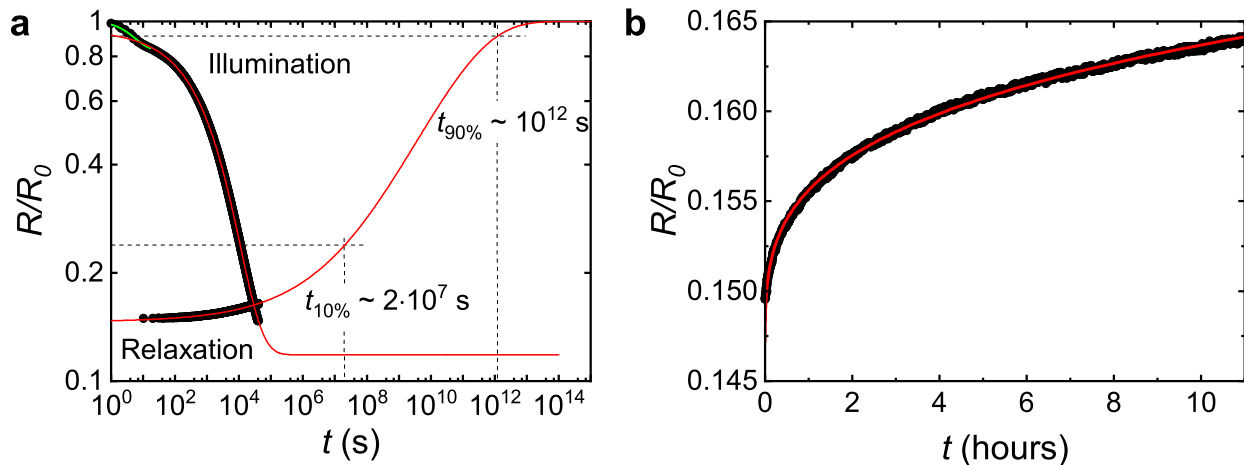 a
R/R0
1
0.8
0.6
0.4
0.2
0.1
Illumination
t90% ~ 10^12 s
t10% ~ 2·10^7 s
Relaxation
10^0 10^2 10^4 10^6 10^8 10^10 10^12 10^14
t (s)
b
R/R0
0.165
0.160
0.155
0.150
0.145
0 2 4 6 8 10
t (hours)